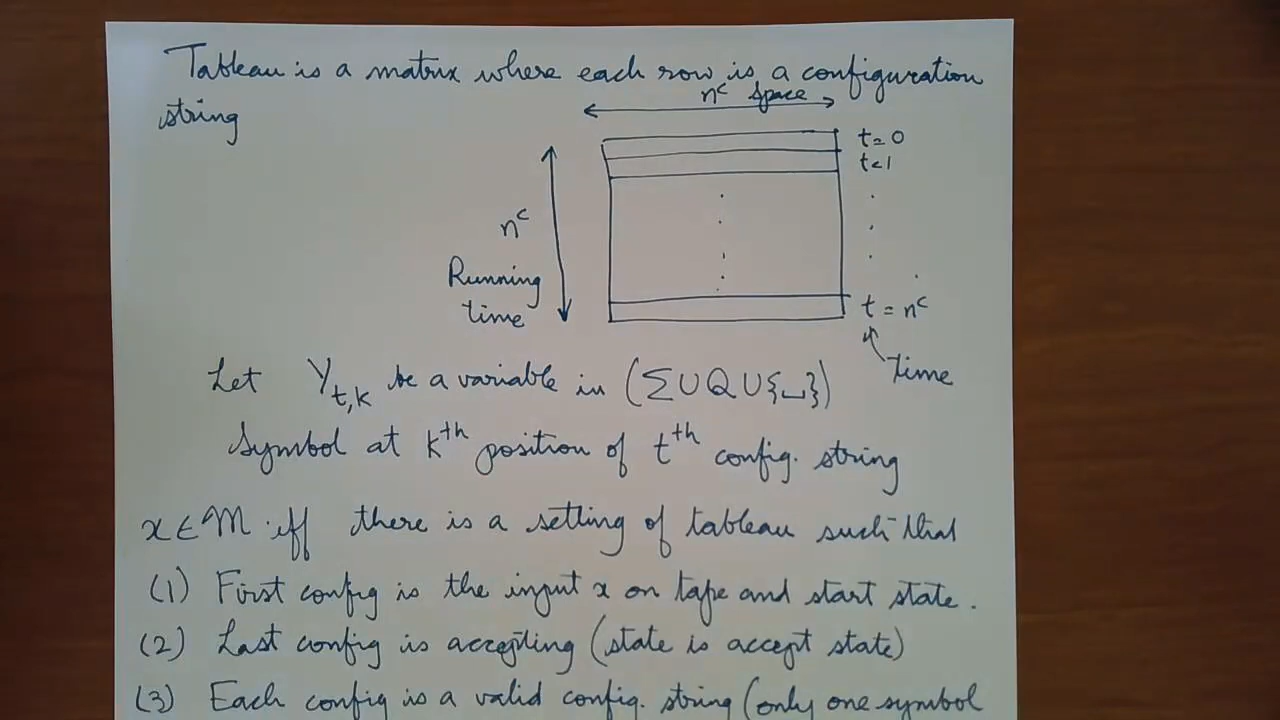 Tableau is a matrix where each row is a configuration
string
n^c space
t=0
t=1
n^c
Running
time
t = n^c
time
Let Y_{t,k} be a variable in (Σ∪Q∪{⌴})
Symbol at k^th position of t^th config. string
x ∈ M iff there is a setting of tableau such that
(1) First config is the input x on tape and start state.
(2) Last config is accepting (state is accept state)
(3) Each config is a valid config. string (only one symbol